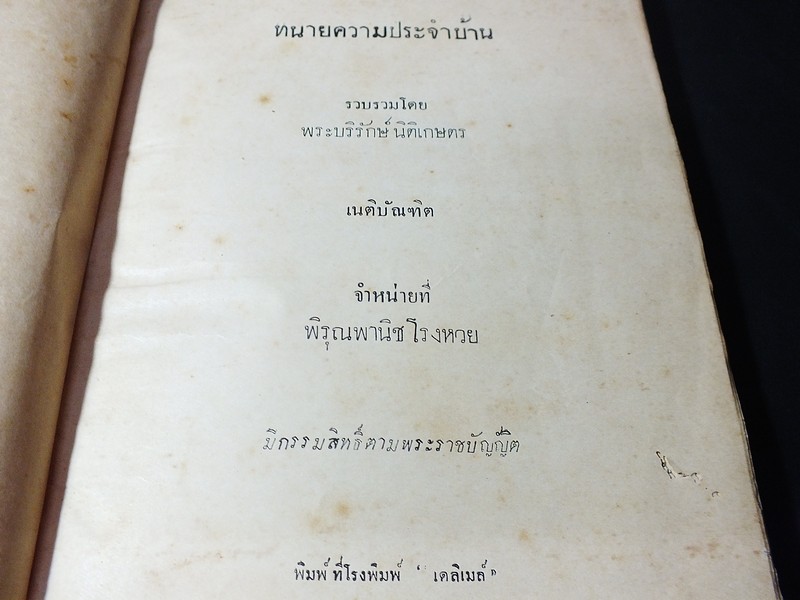 ทนายความประจำบ้าน
รวบรวมโดย
พระบริรักษ์ นิติเกษตร
เนติบัณฑิต
จำหน่ายที่
พิรุณพานิช โรงหวย
มีกรรมสิทธิ์ตามพระราชบัญญัติ
พิมพ์ ที่โรงพิมพ์ “ เดลิเมล์ ”